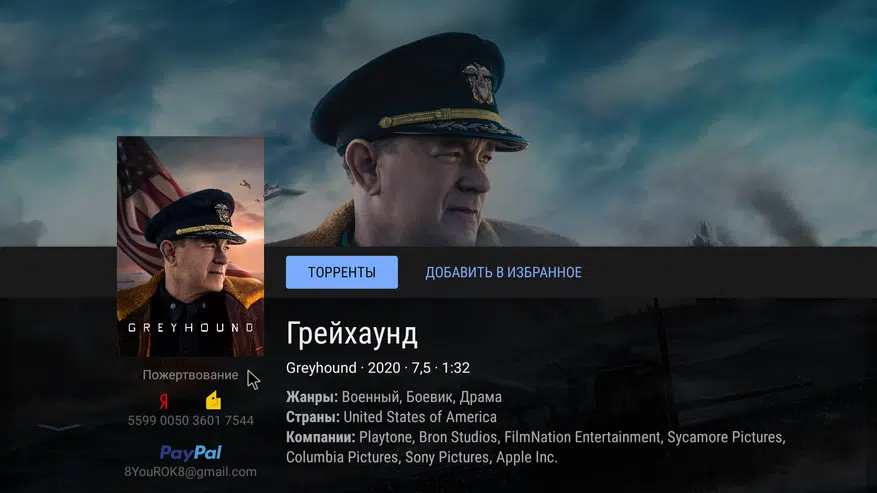 ТОРРЕНТЫ
ДОБАВИТЬ В ИЗБРАННОЕ
GREYHOUND
Грейхаунд
Greyhound · 2020 · 7,5 · 1:32
Жанры: Военный, Боевик, Драма
Страны: United States of America
Компании: Playtone, Bron Studios, FilmNation Entertainment, Sycamore Pictures,
Columbia Pictures, Sony Pictures, Apple Inc.
Пожертвование
Я
5599 0050 3601 7544
PayPal
8YouROK8@gmail.com